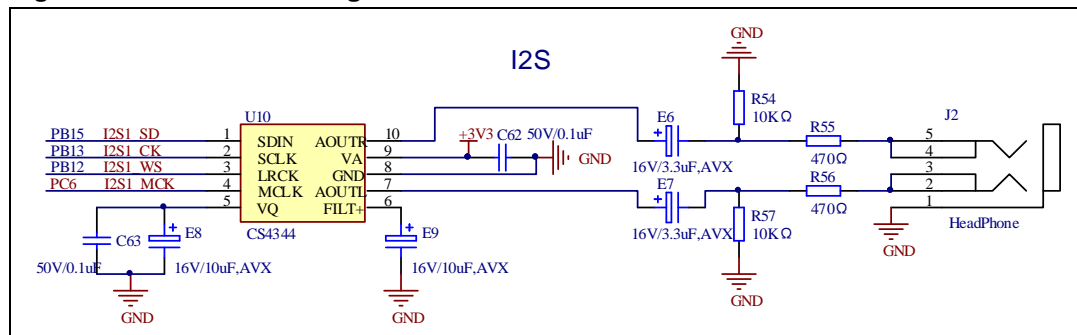 I2S
GND
R54
10KΩ
U10
E6
R55
J2
PB15 I2S1_SD 1 SDIN AOUTR 10
+3V3 C62 50V/0.1uF
PB13 I2S1_CK 2 SCLK VA 9
GND
PB12 I2S1_WS 3 LRCK GND 8
PC6 I2S1_MCK 4 MCLK AOUTL 7
5 VQ FILT+ 6
CS4344
16V/3.3uF,AVX
470Ω
E7
R56
16V/3.3uF,AVX
R57
10KΩ
470Ω
5
4
3
2
1
HeadPhone
GND
C63
50V/0.1uF
E8
16V/10uF,AVX
E9
16V/10uF,AVX
GND
GND
GND